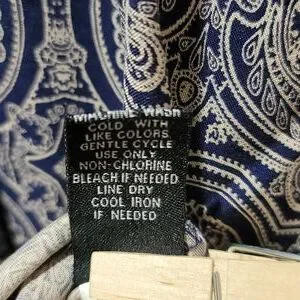 MACHINE WASH
COLD WITH
LIKE COLORS
GENTLE CYCLE
USE ONLY
NON-CHLORINE
BLEACH IF NEEDED
LINE DRY
COOL IRON
IF NEEDED